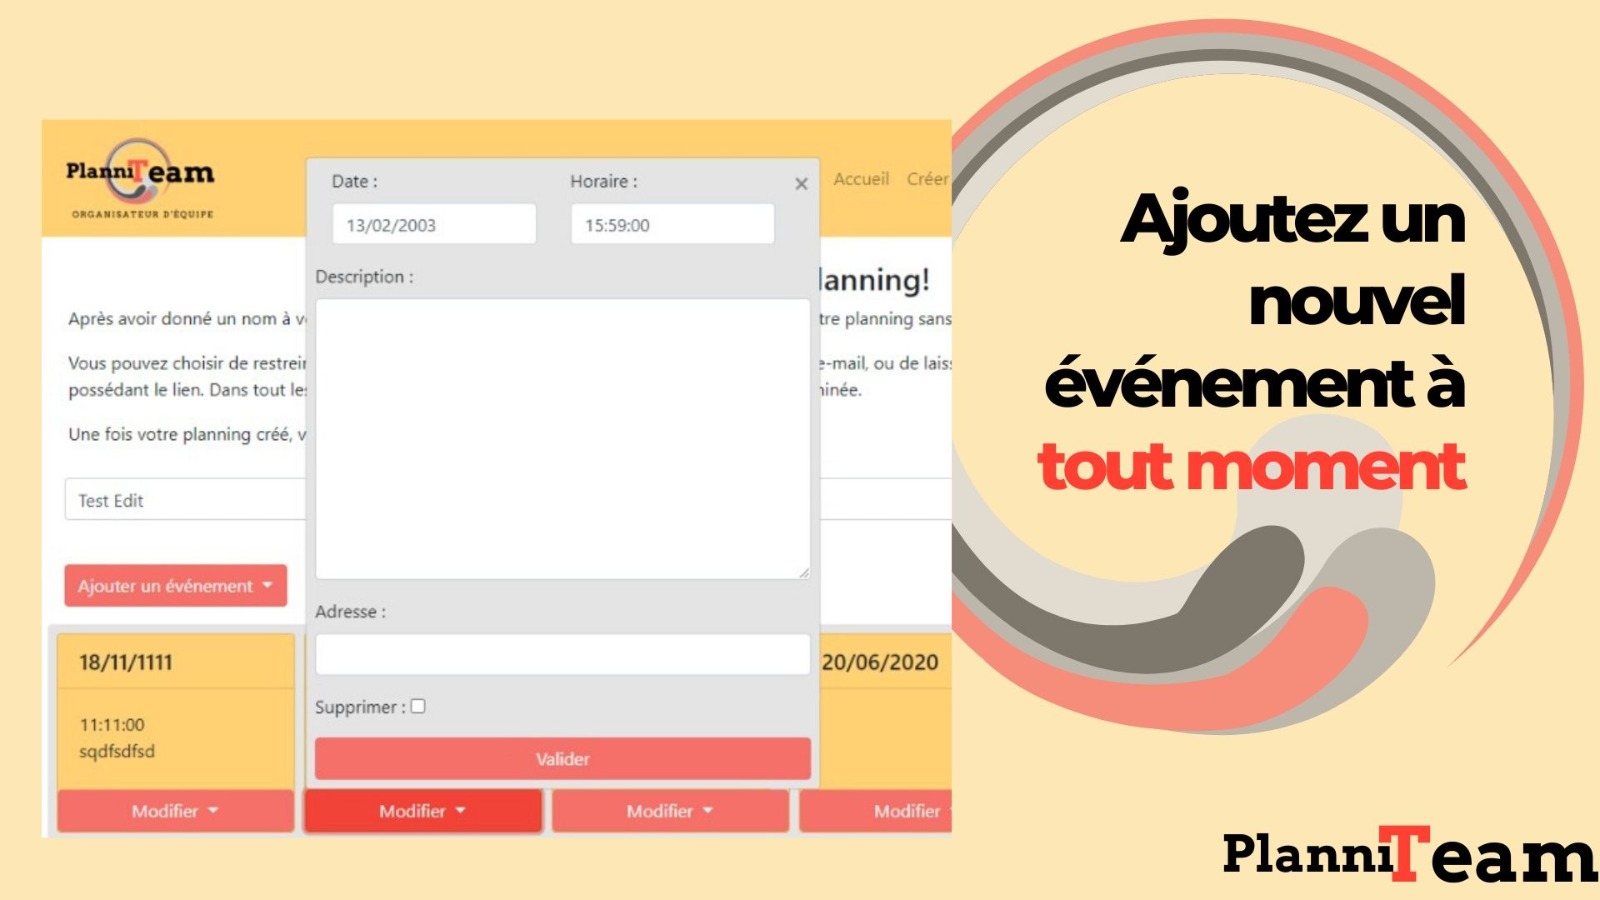 PlanniTeam
ORGANISATEUR D'ÉQUIPE
Accueil Créer
Date :
Horaire :
×
13/02/2003
15:59:00
Description :
lanning!
Après avoir donné un nom à v
tre planning sans
Vous pouvez choisir de restrei
e-mail, ou de lais
possédant le lien. Dans tout le
inée.
Une fois votre planning créé, v
Test Edit
Ajouter un événement
Adresse :
18/11/1111
20/06/2020
11:11:00
sqdfsdfsd
Supprimer :
Valider
Modifier
Modifier
Modifier
Modifier
Ajoutez un
nouvel
événement à
tout moment
PlanniTeam